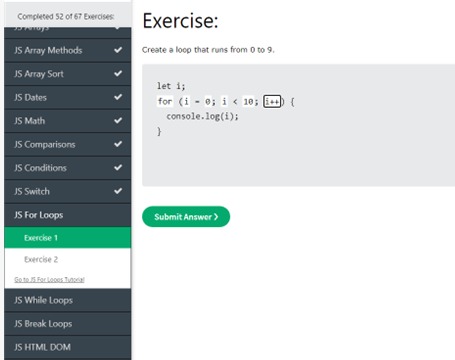 Completed 52 of 67 Exercises:
JS Arrays
JS Array Methods
JS Array Sort
JS Dates
JS Math
JS Comparisons
JS Conditions
JS Switch
JS For Loops
Exercise 1
Exercise 2
Go to JS For Loops Tutorial
JS While Loops
JS Break Loops
JS HTML DOM
Exercise:
Create a loop that runs from 0 to 9.
let i;
for (i = 0; i < 10; i++) {
console.log(i);
}
Submit Answer ❯